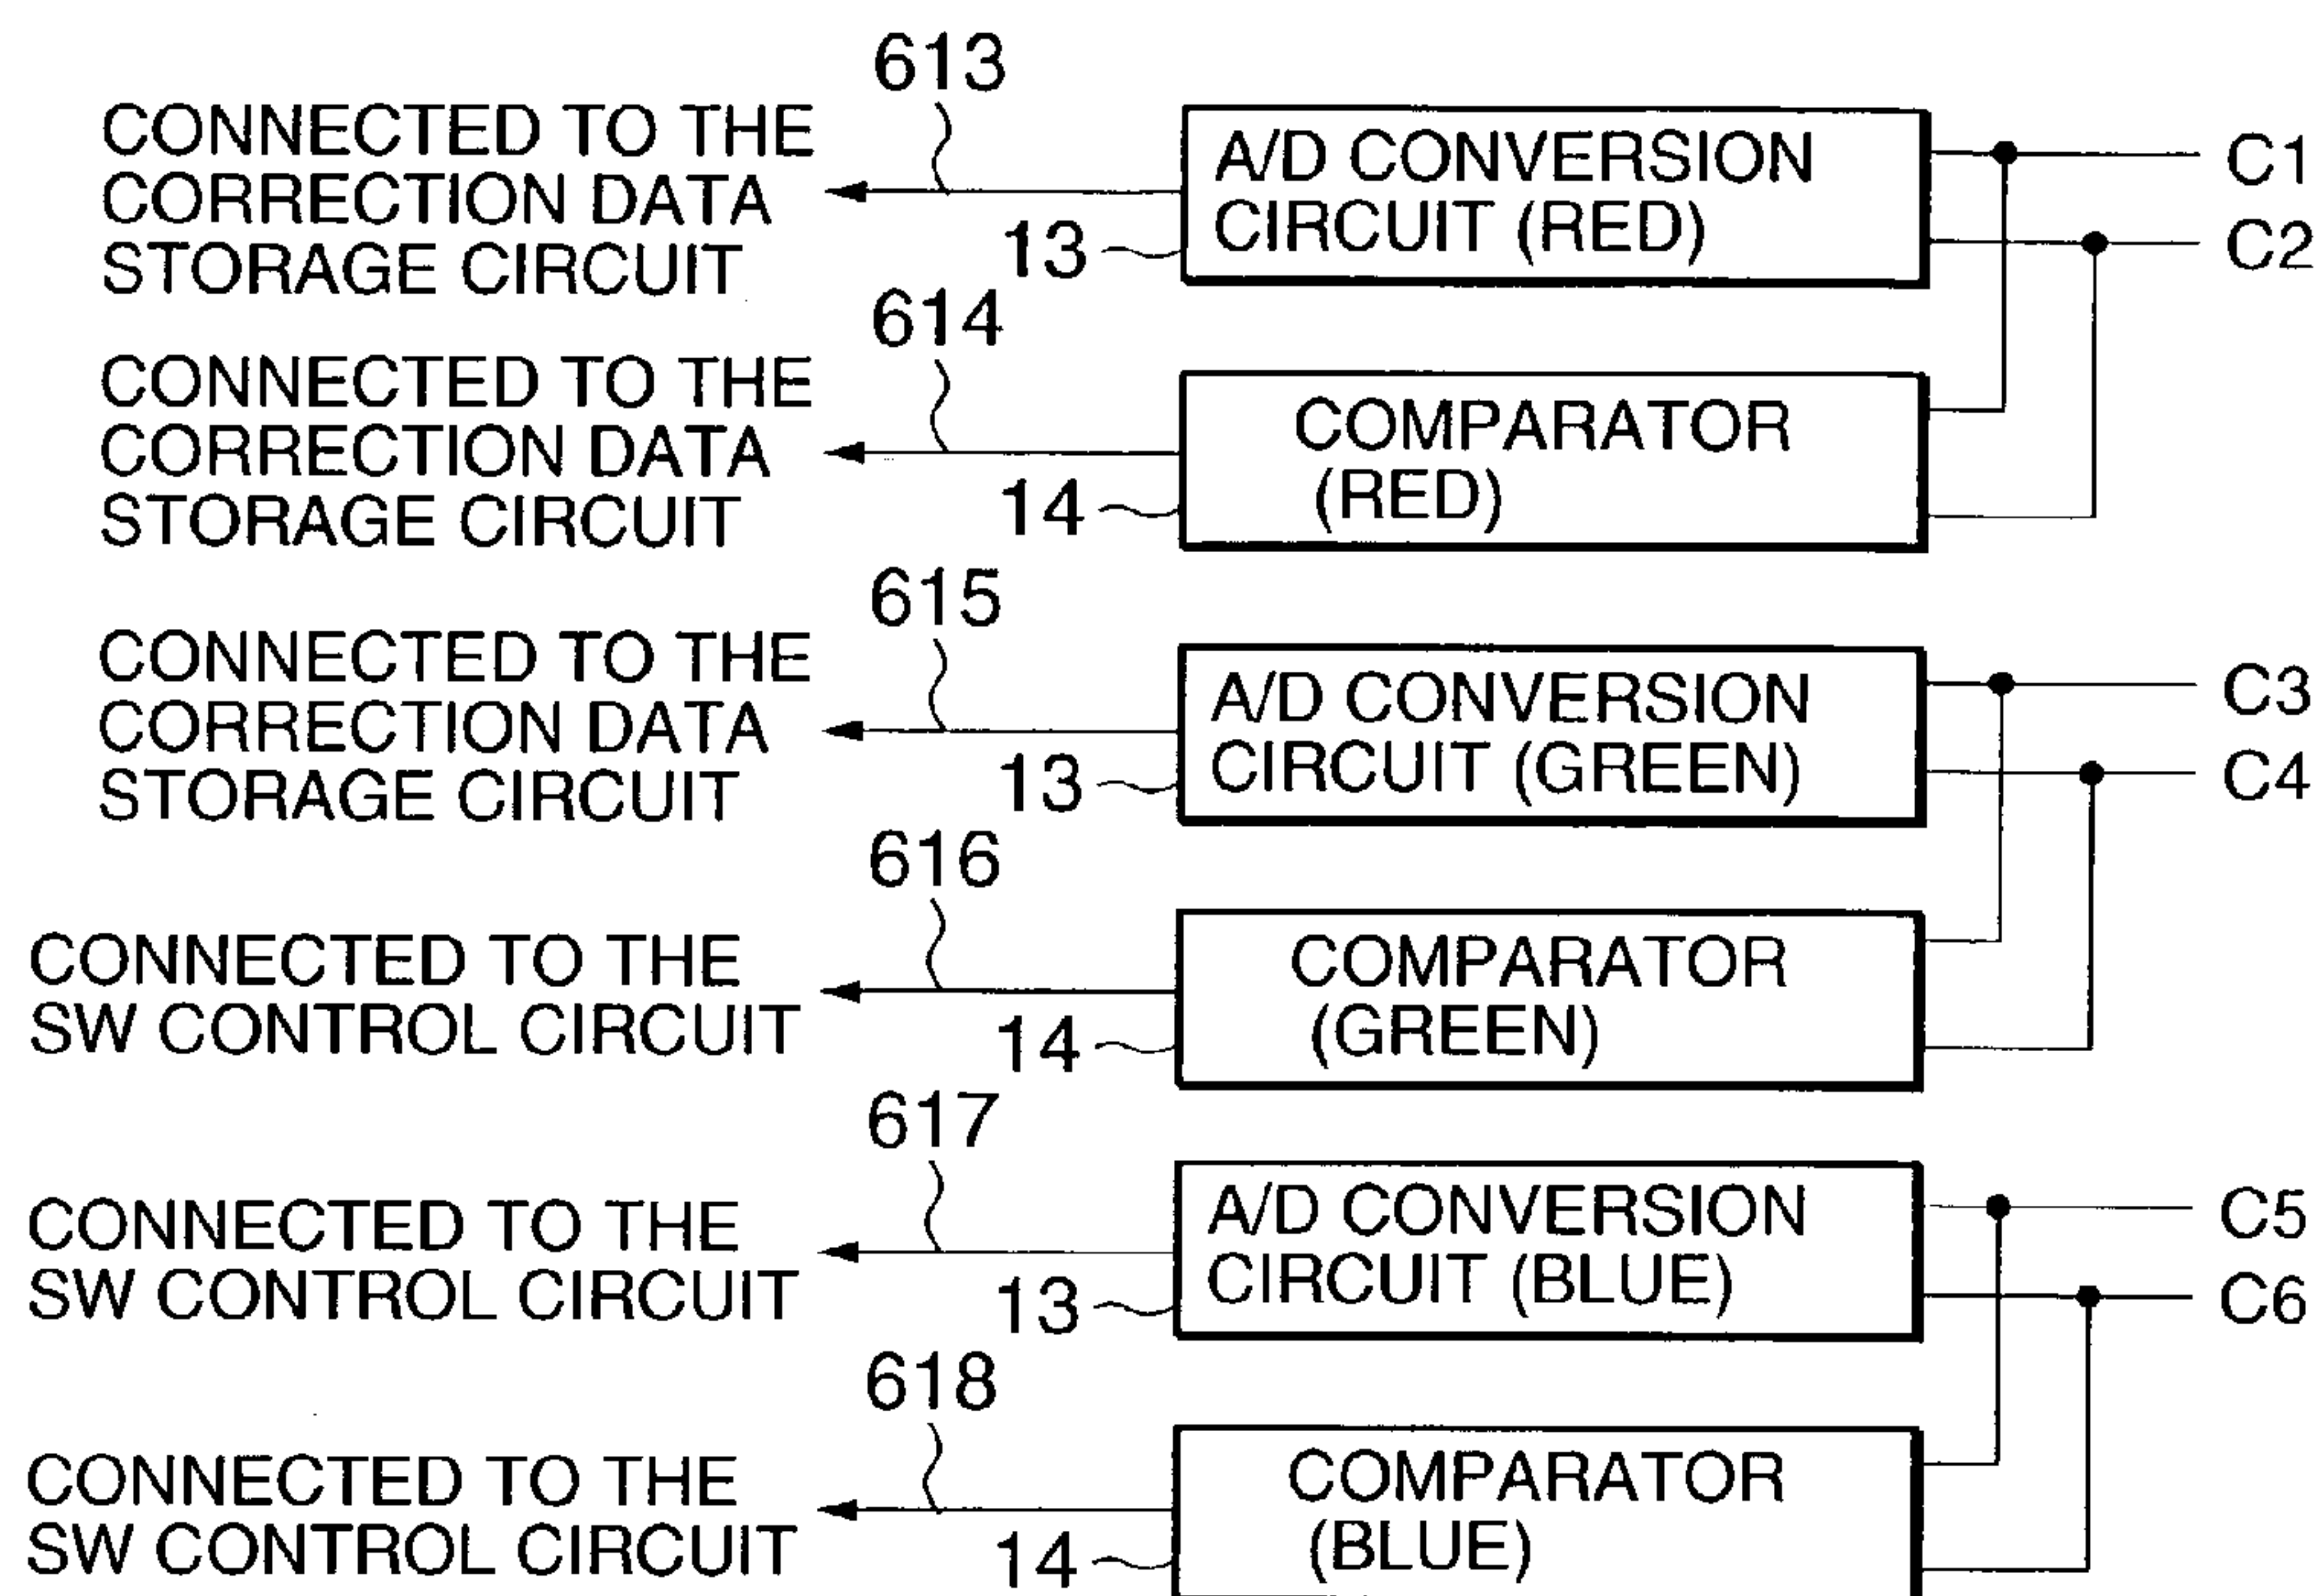 613
CONNECTED TO THE
CORRECTION DATA
STORAGE CIRCUIT
A/D CONVERSION
CIRCUIT (RED)
13
C1
C2
614
CONNECTED TO THE
CORRECTION DATA
STORAGE CIRCUIT
COMPARATOR
(RED)
14
615
CONNECTED TO THE
CORRECTION DATA
STORAGE CIRCUIT
A/D CONVERSION
CIRCUIT (GREEN)
13
C3
C4
616
CONNECTED TO THE
SW CONTROL CIRCUIT
COMPARATOR
(GREEN)
14
617
CONNECTED TO THE
SW CONTROL CIRCUIT
A/D CONVERSION
CIRCUIT (BLUE)
13
C5
C6
618
CONNECTED TO THE
SW CONTROL CIRCUIT
COMPARATOR
(BLUE)
14